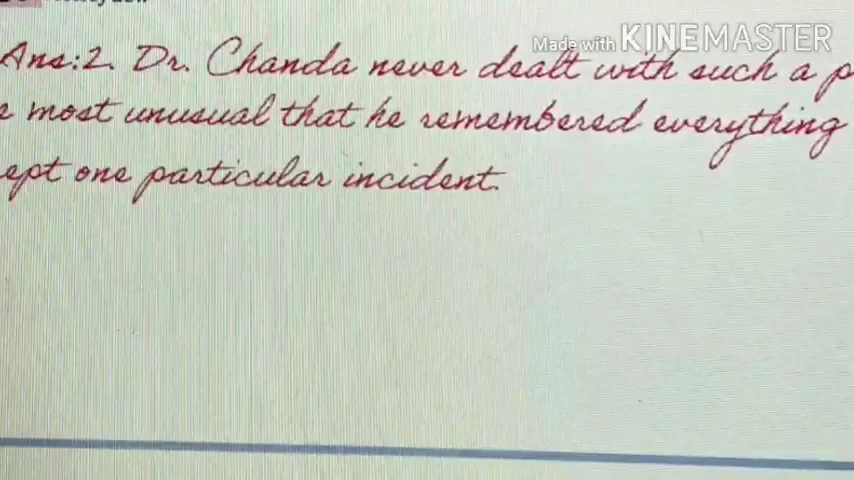 Made with KINEMASTER
Ans:2. Dr. Chanda never dealt with such a p
most unusual that he remembered everything
ept one particular incident.